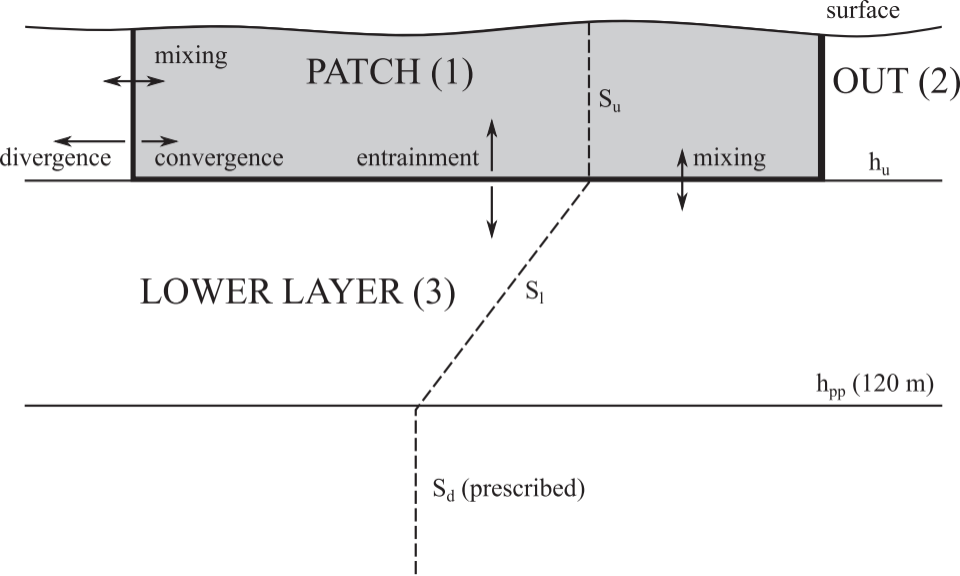 surface
mixing
PATCH (1)
OUT (2)
Su
divergence
convergence
entrainment
mixing
hu
LOWER LAYER (3)
Sl
hpp (120 m)
Sd (prescribed)